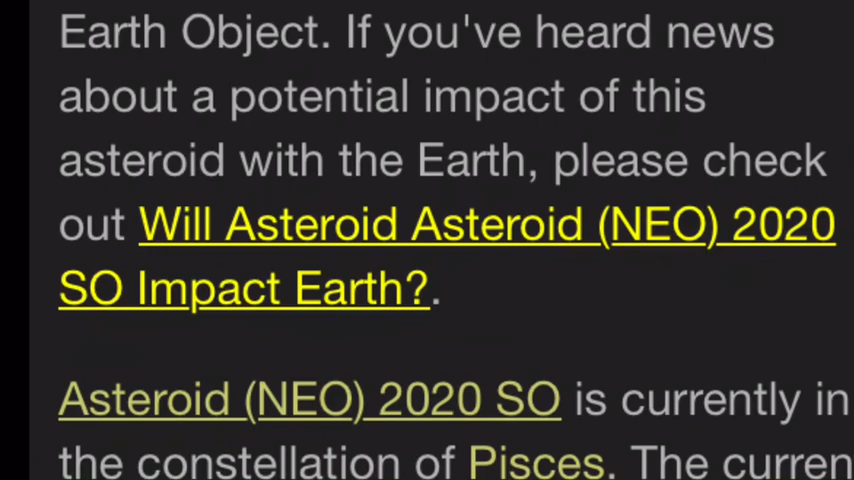 Earth Object. If you've heard news
about a potential impact of this
asteroid with the Earth, please check
out Will Asteroid Asteroid (NEO) 2020
SO Impact Earth?.
Asteroid (NEO) 2020 SO is currently in
the constellation of Pisces. The curren